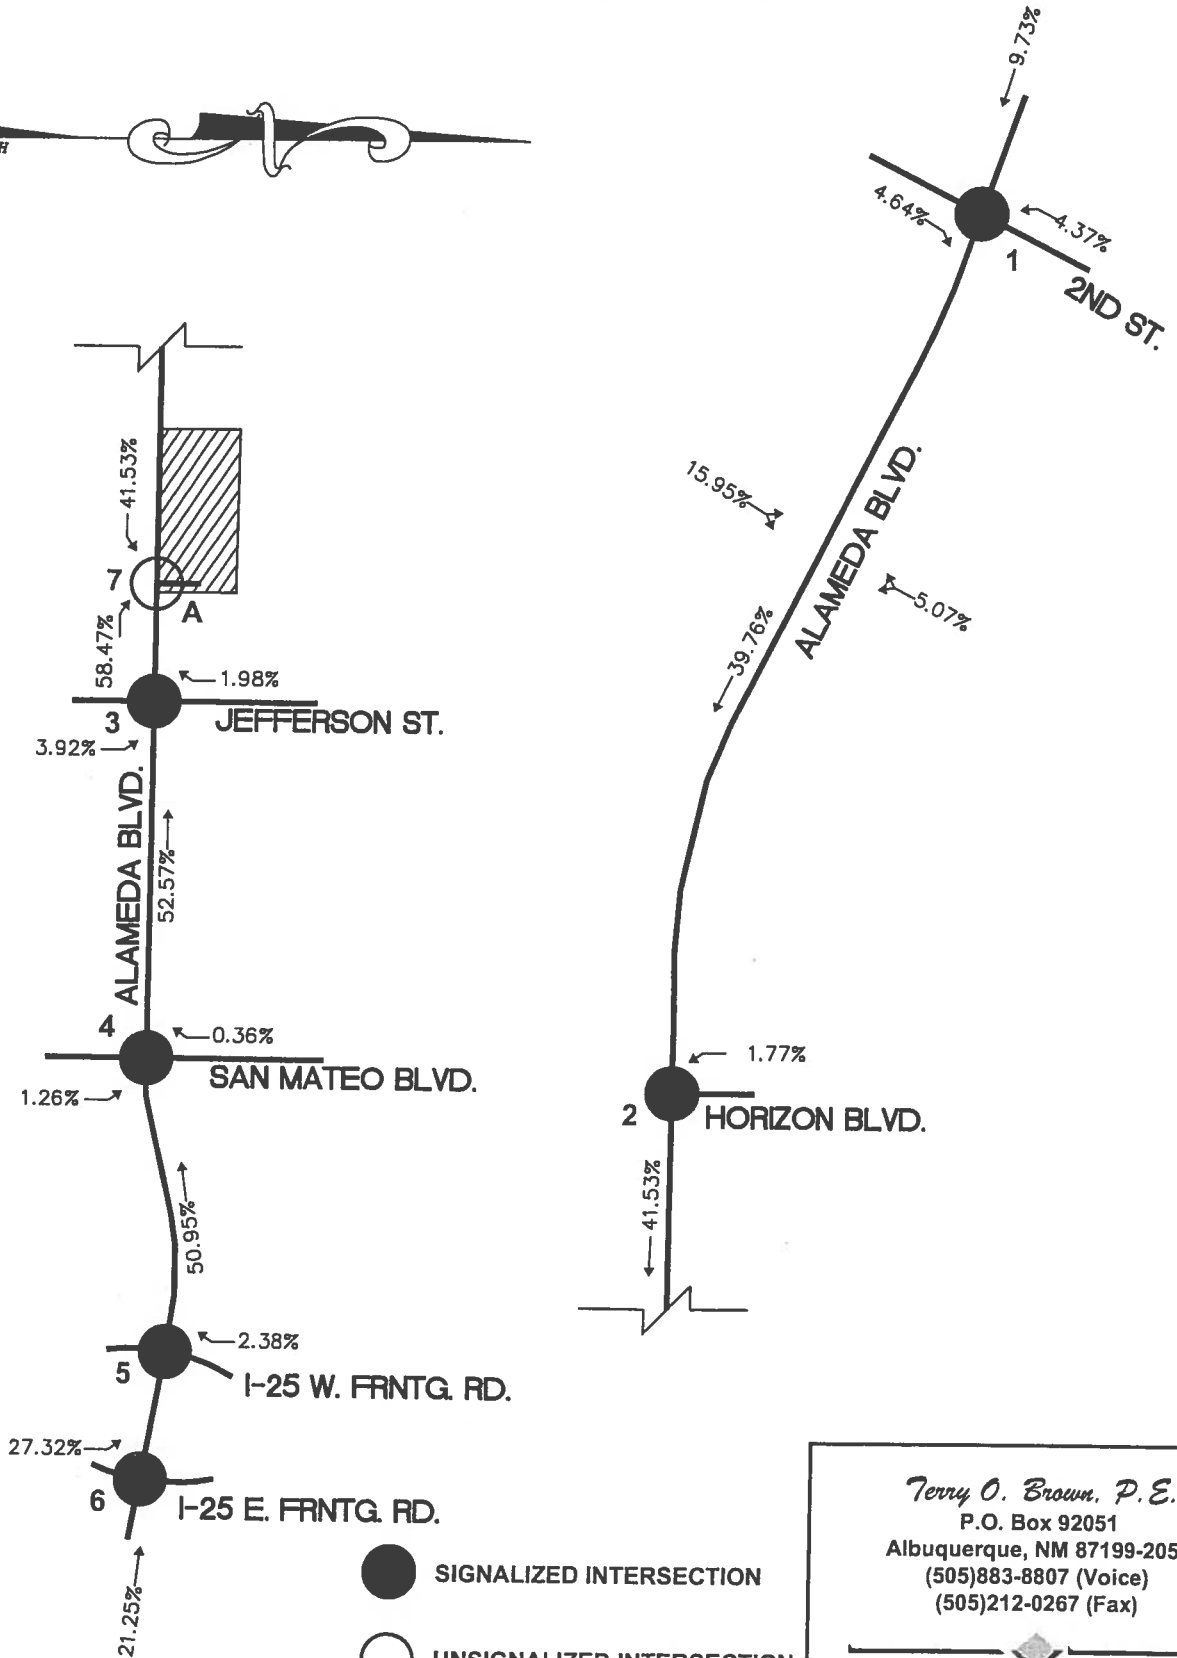 H
9.73%
4.64%
4.37%
1
2ND ST.
41.53%
15.95%
ALAMEDA BLVD.
7
A
5.07%
58.47%
39.76%
1.98%
3
JEFFERSON ST.
3.92%
ALAMEDA BLVD.
52.57%
4
0.36%
1.77%
SAN MATEO BLVD.
1.26%
2
HORIZON BLVD.
50.95%
41.53%
2.38%
5
I-25 W. FRNTG. RD.
27.32%
6
I-25 E. FRNTG. RD.
21.25%
SIGNALIZED INTERSECTION
UNSIGNALIZED INTERSECTION
Terry O. Brown, P.E.
P.O. Box 92051
Albuquerque, NM 87199-205
(505)883-8807 (Voice)
(505)212-0267 (Fax)